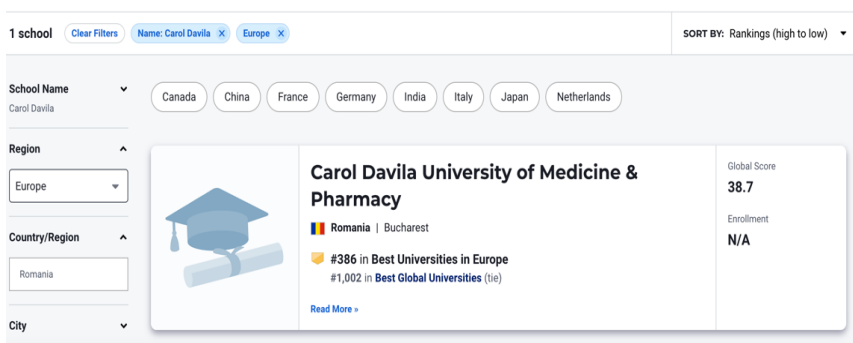 1 school Clear Filters Name: Carol Davila X Europe X SORT BY: Rankings (high to low)
School Name
Carol Davila
Canada China France Germany India Italy Japan Netherlands
Region
Europe
Country/Region
Romania
City
Carol Davila University of Medicine &
Pharmacy
Romania | Bucharest
#386 in Best Universities in Europe
#1,002 in Best Global Universities (tie)
Read More »
Global Score
38.7
Enrollment
N/A